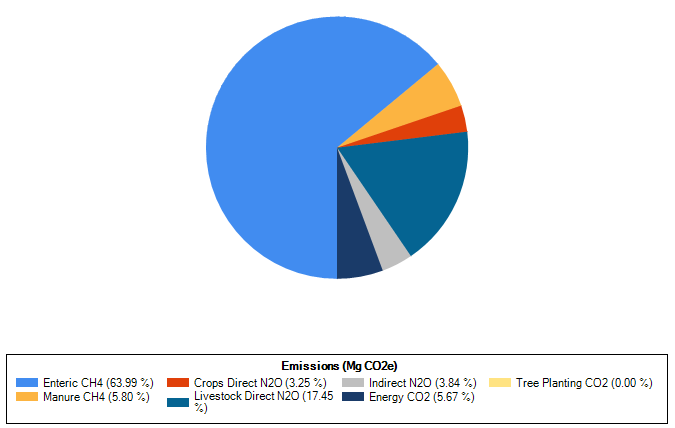 Emissions (Mg CO2e)
Enteric CH4 (63.99 %)
Crops Direct N2O (3.25 %)
Indirect N2O (3.84 %)
Tree Planting CO2 (0.00 %)
Manure CH4 (5.80 %)
Livestock Direct N2O (17.45
%)
Energy CO2 (5.67 %)